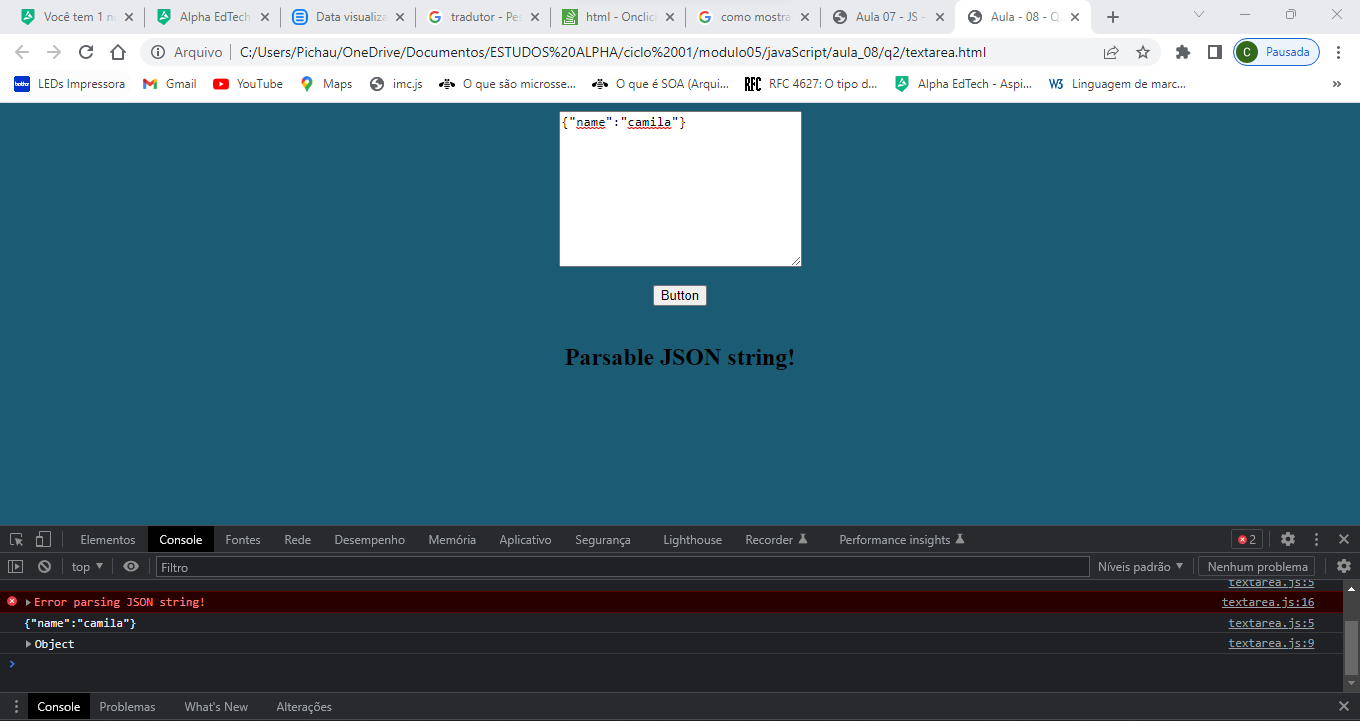 Você tem 1 n
Alpha EdTech
Data visualiza
tradutor - Pes
html - Onclic
como mostra
Aula 07 - JS -
Aula - 08 - Q
Arquivo
C:/Users/Pichau/OneDrive/Documentos/ESTUDOS%20ALPHA/ciclo%2001/modulo05/javaScript/aula_08/q2/textarea.html
C
Pausada
LEDs Impressora
Gmail
YouTube
Maps
imc.js
O que são microsse...
O que é SOA (Arqui...
RFC
RFC 4627: O tipo d...
Alpha EdTech - Aspi...
W3
Linguagem de marc...
»
{"name":"camila"}
Button
Parsable JSON string!
Elementos
Console
Fontes
Rede
Desempenho
Memória
Aplicativo
Segurança
Lighthouse
Recorder
Performance insights
2
top
Filtro
Níveis padrão
Nenhum problema
textarea.js:5
Error parsing JSON string!
textarea.js:16
{"name":"camila"}
textarea.js:5
Object
textarea.js:9
Console
Problemas
What's New
Alterações